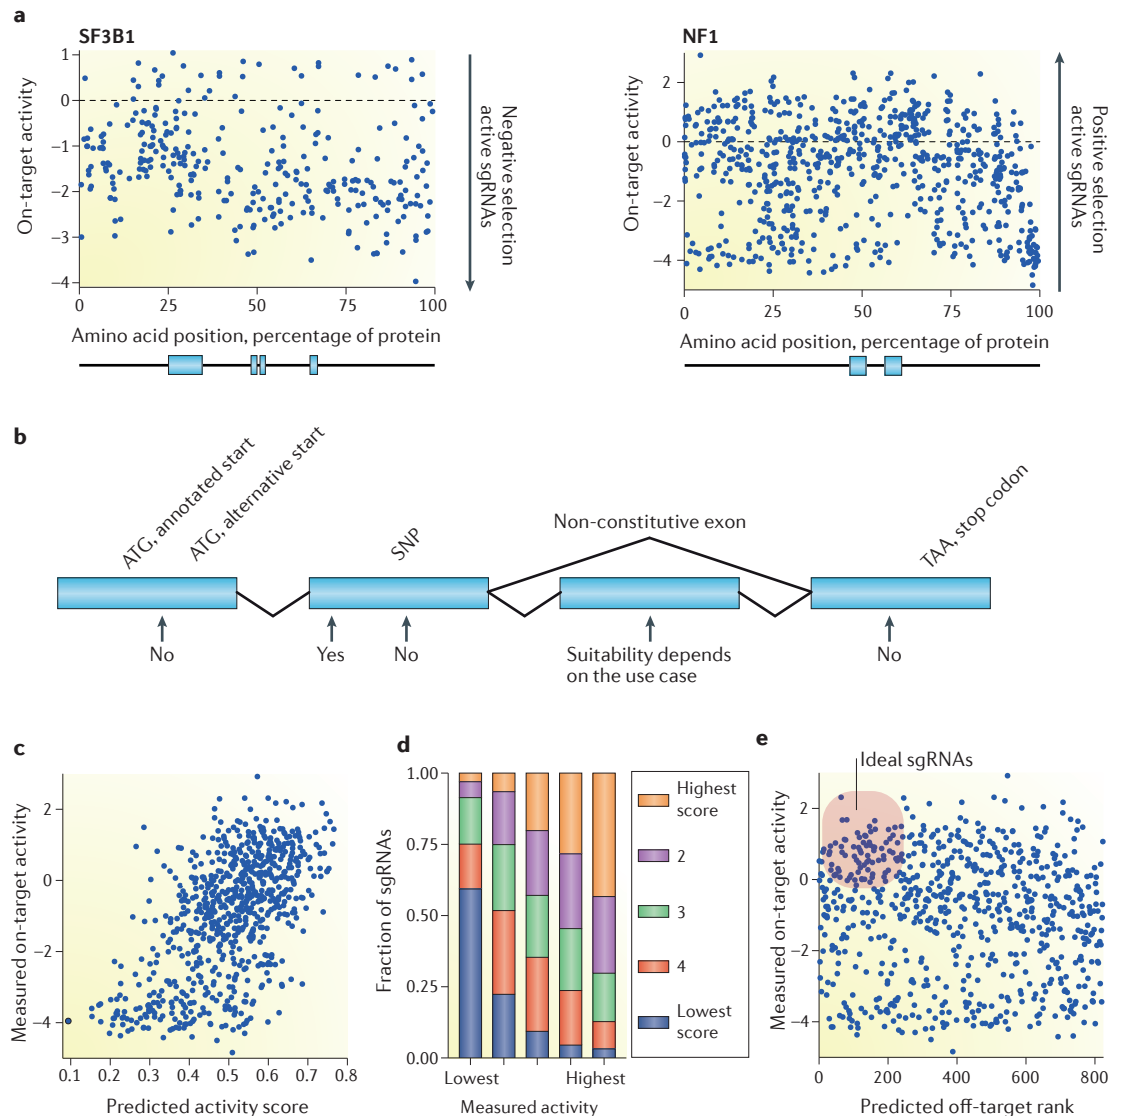 a
SF3B1
On-target activity
1
0
−1
−2
−3
−4
0
25
50
75
100
Amino acid position, percentage of protein
Negative selection
active sgRNAs
NF1
On-target activity
2
0
−2
−4
0
25
50
75
100
Amino acid position, percentage of protein
Positive selection
active sgRNAs
b
ATG, annotated start
ATG, alternative start
SNP
Non-constitutive exon
TAA, stop codon
No
Yes
No
Suitability depends
on the use case
No
c
Measured on-target activity
2
0
−2
−4
0.1
0.2
0.3
0.4
0.5
0.6
0.7
0.8
Predicted activity score
d
Fraction of sgRNAs
1.00
0.75
0.50
0.25
0.00
Lowest
Highest
Measured activity
Highest
score
2
3
4
Lowest
score
e
Ideal sgRNAs
Measured on-target activity
2
0
−2
−4
0
200
400
600
800
Predicted off-target rank